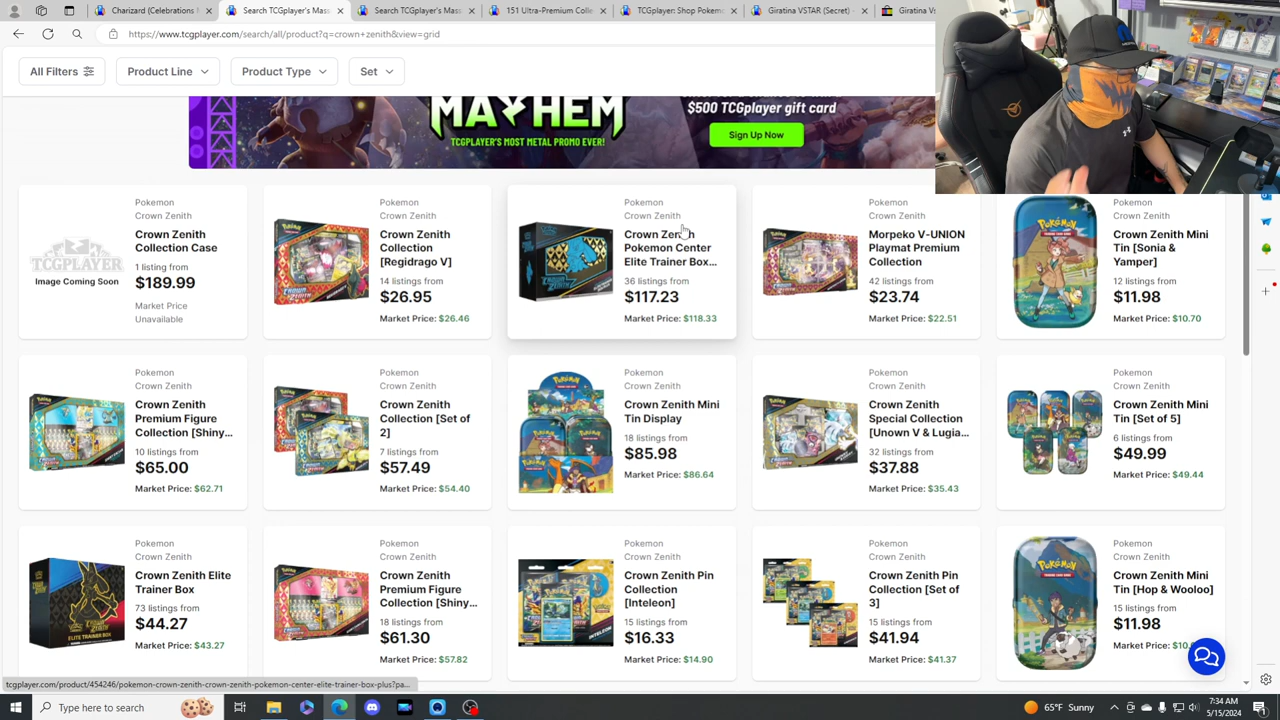 Charizard (Celebrations
Search TCGplayer's Mas
Search TCGplayer's Mas
151 Ultra-Premium Colle
TCGplayer: Shop Pokem
Giratina VSTAR (Secret)
Giratina Vs
https://www.tcgplayer.com/search/all/product?q=crown+zenith&view=grid
All Filters
Product Line
Product Type
Set
MAYHEM
TCGPLAYER'S MOST METAL PROMO EVER!
$500 TCGplayer gift card
Sign Up Now
TCGPLAYER
Image Coming Soon
Pokemon
Crown Zenith
Crown Zenith
Collection Case
1 listing from
$189.99
Market Price
Unavailable
Pokemon
Crown Zenith
Crown Zenith
Collection
[Regidrago V]
14 listings from
$26.95
Market Price: $26.46
Pokemon
Crown Zenith
Crown Zenith
Pokemon Center
Elite Trainer Box...
36 listings from
$117.23
Market Price: $118.33
Pokemon
Crown Zenith
Morpeko V-UNION
Playmat Premium
Collection
42 listings from
$23.74
Market Price: $22.51
Pokemon
Crown Zenith
Crown Zenith Mini
Tin [Sonia &
Yamper]
12 listings from
$11.98
Market Price: $10.70
Pokemon
Crown Zenith
Crown Zenith
Premium Figure
Collection [Shiny...
10 listings from
$65.00
Market Price: $62.71
Pokemon
Crown Zenith
Crown Zenith
Collection [Set of
2]
7 listings from
$57.49
Market Price: $54.40
Pokemon
Crown Zenith
Crown Zenith Mini
Tin Display
18 listings from
$85.98
Market Price: $86.64
Pokemon
Crown Zenith
Crown Zenith
Special Collection
[Unown V & Lugia...
32 listings from
$37.88
Market Price: $35.43
Pokemon
Crown Zenith
Crown Zenith Mini
Tin [Set of 5]
6 listings from
$49.99
Market Price: $49.44
Pokemon
Crown Zenith
Crown Zenith Elite
Trainer Box
73 listings from
$44.27
Market Price: $43.27
Pokemon
Crown Zenith
Crown Zenith
Premium Figure
Collection [Shiny...
18 listings from
$61.30
Market Price: $57.82
Pokemon
Crown Zenith
Crown Zenith Pin
Collection
[Inteleon]
15 listings from
$16.33
Market Price: $14.90
Pokemon
Crown Zenith
Crown Zenith Pin
Collection [Set of
3]
15 listings from
$41.94
Market Price: $41.37
Pokemon
Crown Zenith
Crown Zenith Mini
Tin [Hop & Wooloo]
15 listings from
$11.98
Market Price:
tcgplayer.com/product/454246/pokemon-crown-zenith-crown-zenith-pokemon-center-elite-trainer-box-plus?pa...
Type here to search
65°F Sunny
7:34 AM
5/15/2024